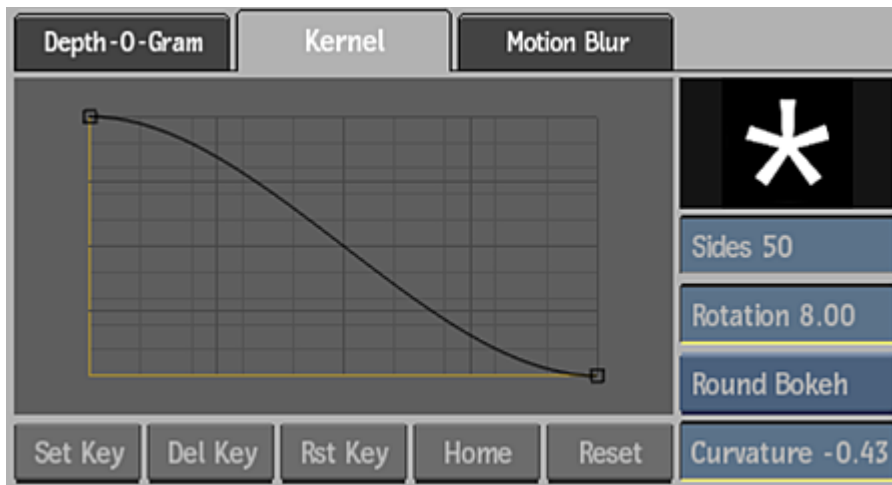 Depth-O-Gram Kernel Motion Blur
Sides 50
Rotation 8.00
Round Bokeh
Set Key Del Key Rst Key Home Reset Curvature -0.43